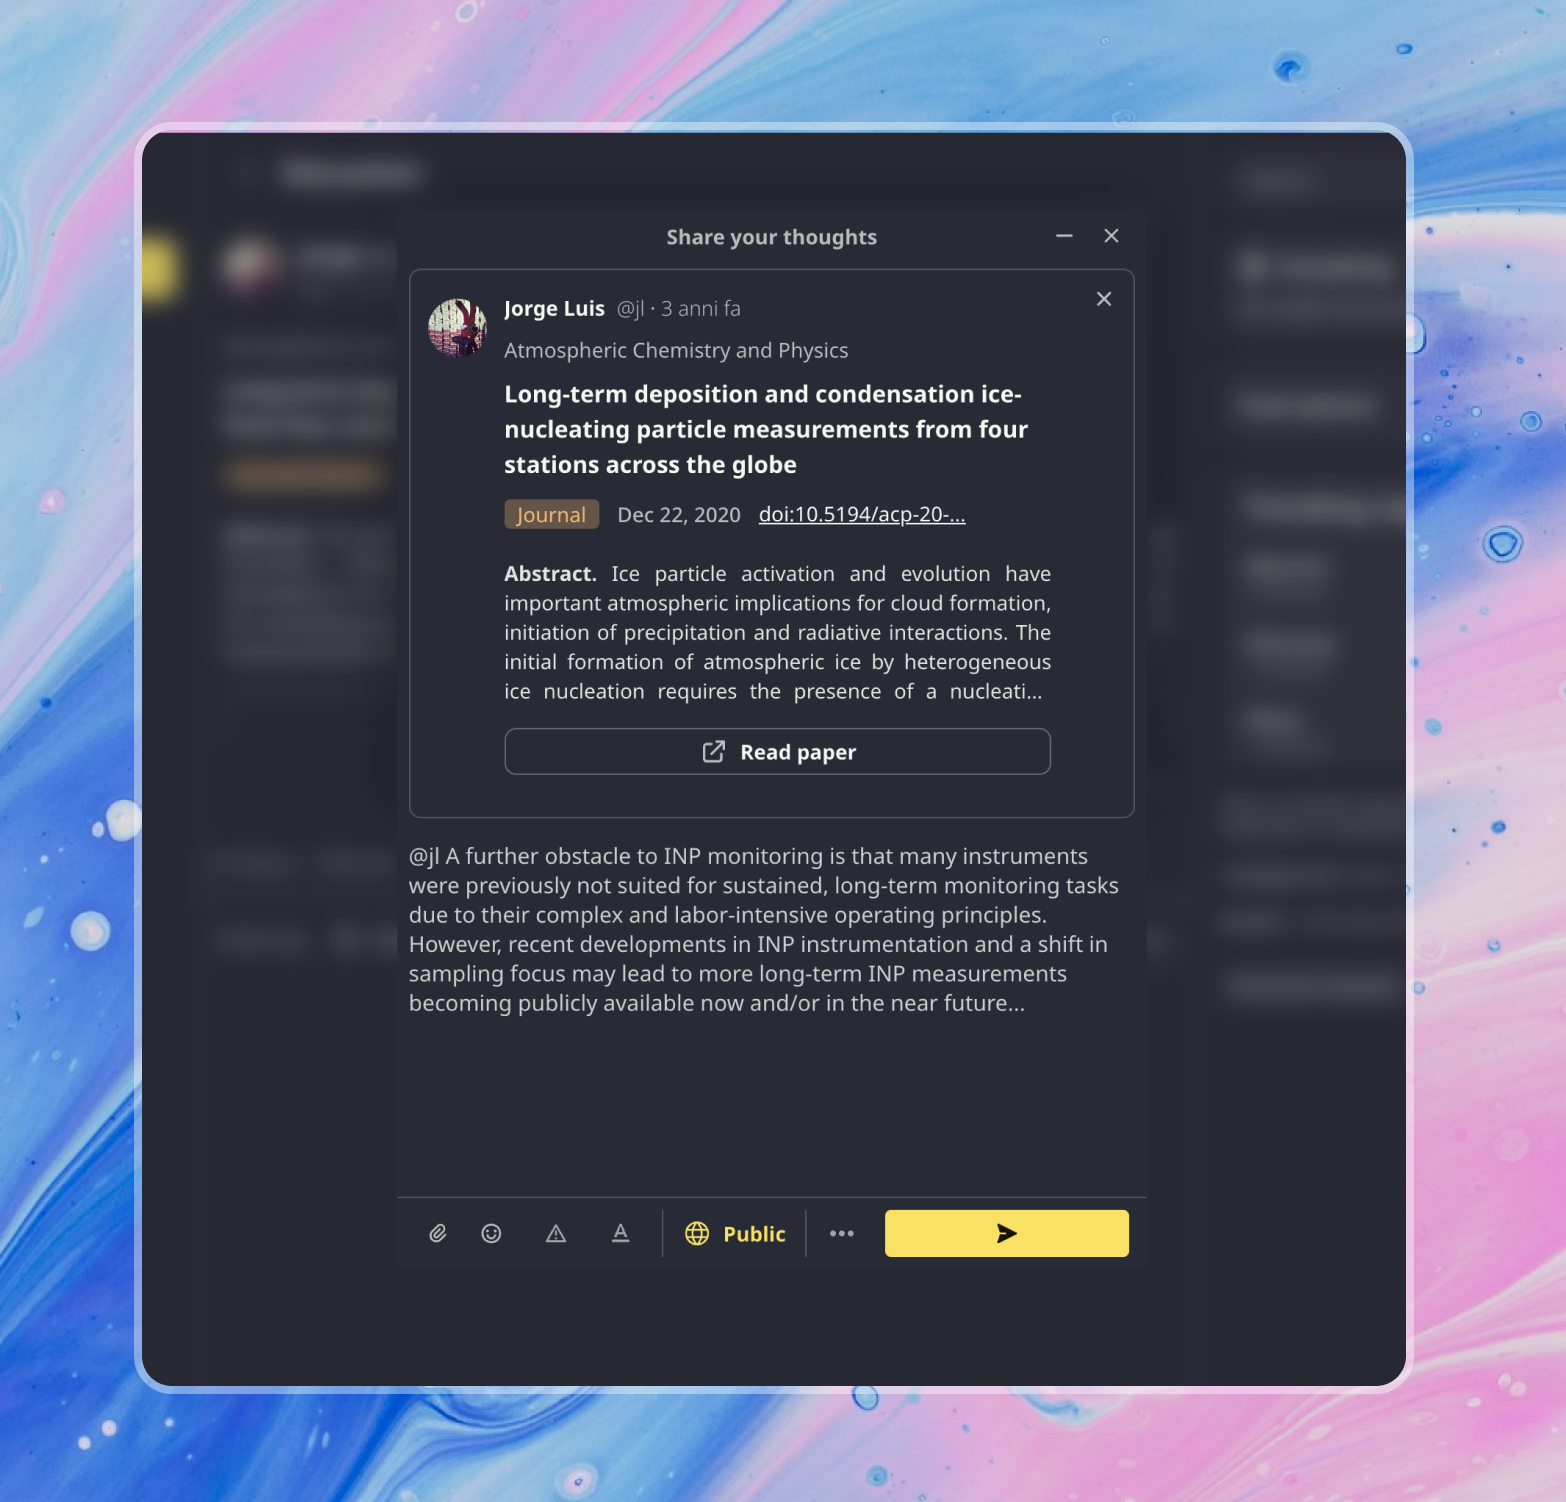 Share your thoughts
Jorge Luis @jl · 3 anni fa
Atmospheric Chemistry and Physics
Long-term deposition and condensation ice-
nucleating particle measurements from four
stations across the globe
Journal Dec 22, 2020 doi:10.5194/acp-20-...
Abstract. Ice particle activation and evolution have
important atmospheric implications for cloud formation,
initiation of precipitation and radiative interactions. The
initial formation of atmospheric ice by heterogeneous
ice nucleation requires the presence of a nucleati...
Read paper
@jl A further obstacle to INP monitoring is that many instruments
were previously not suited for sustained, long-term monitoring tasks
due to their complex and labor-intensive operating principles.
However, recent developments in INP instrumentation and a shift in
sampling focus may lead to more long-term INP measurements
becoming publicly available now and/or in the near future...
Public